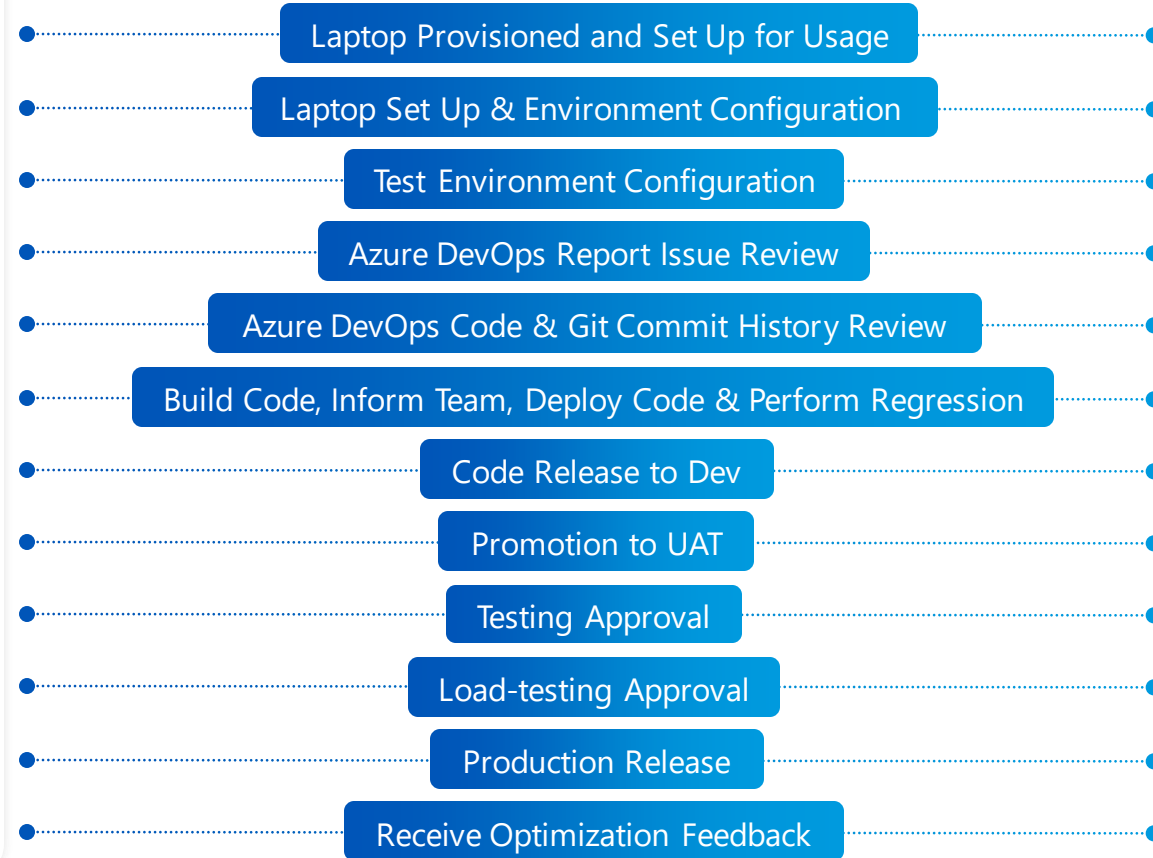 Laptop Provisioned and Set Up for Usage
Laptop Set Up & Environment Configuration
Test Environment Configuration
Azure DevOps Report Issue Review
Azure DevOps Code & Git Commit History Review
Build Code, Inform Team, Deploy Code & Perform Regression
Code Release to Dev
Promotion to UAT
Testing Approval
Load-testing Approval
Production Release
Receive Optimization Feedback